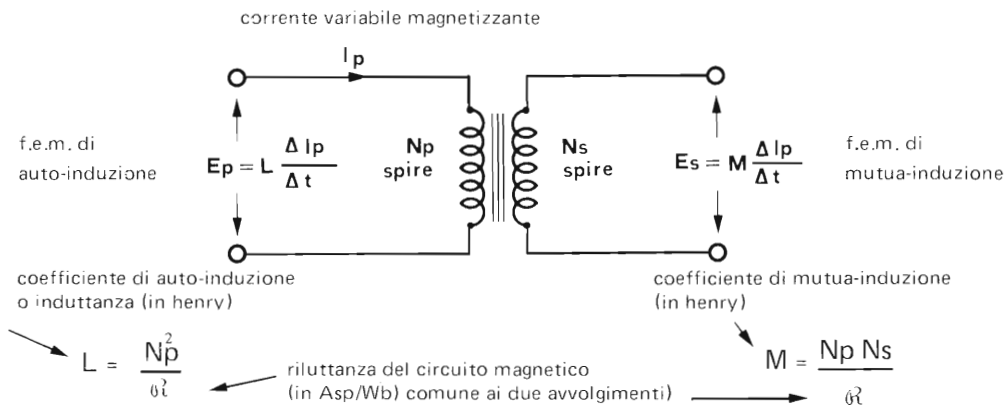 corrente variabile magnetizzante
Ip
f.e.m. di
auto-induzione
Ep = L ΔIp/Δt
Np
spire
Ns
spire
Es = M ΔIp/Δt
f.e.m. di
mutua-induzione
coefficiente di auto-induzione
o induttanza (in henry)
coefficiente di mutua-induzione
(in henry)
L = Np²/ℛ
riluttanza del circuito magnetico
(in Asp/Wb) comune ai due avvolgimenti)
M = Np Ns/ℛ